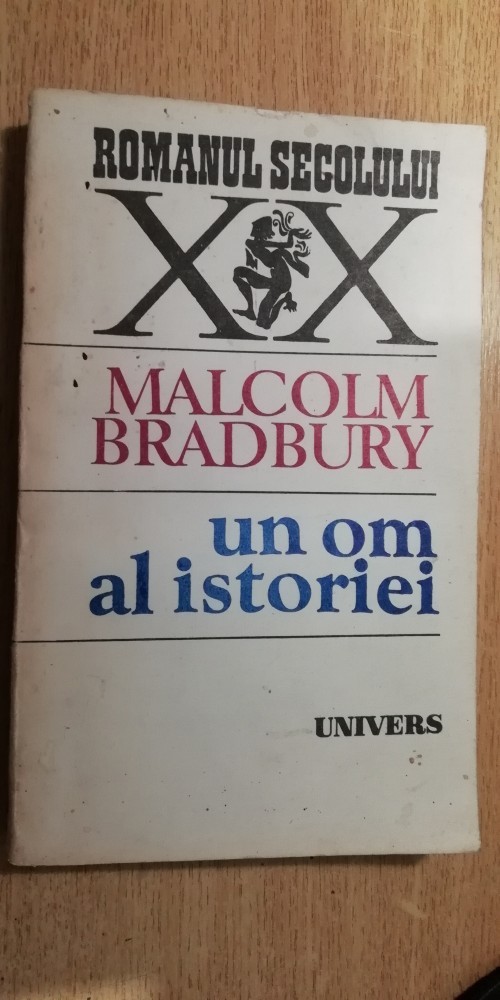 ROMANUL SECOLULUI
XX
MALCOLM
BRADBURY
un om
al istoriei
UNIVERS